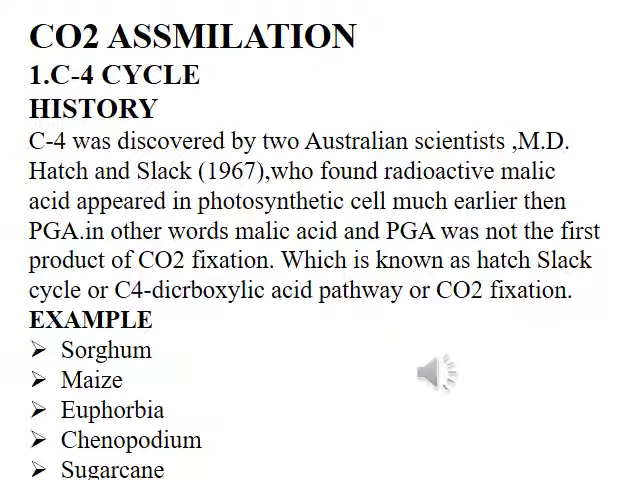 CO2 ASSMILATION
1.C-4 CYCLE
HISTORY
C-4 was discovered by two Australian scientists ,M.D.
Hatch and Slack (1967),who found radioactive malic
acid appeared in photosynthetic cell much earlier then
PGA.in other words malic acid and PGA was not the first
product of CO2 fixation. Which is known as hatch Slack
cycle or C4-dicrboxylic acid pathway or CO2 fixation.
EXAMPLE
➢ Sorghum
➢ Maize
➢ Euphorbia
➢ Chenopodium
➢ Sugarcane